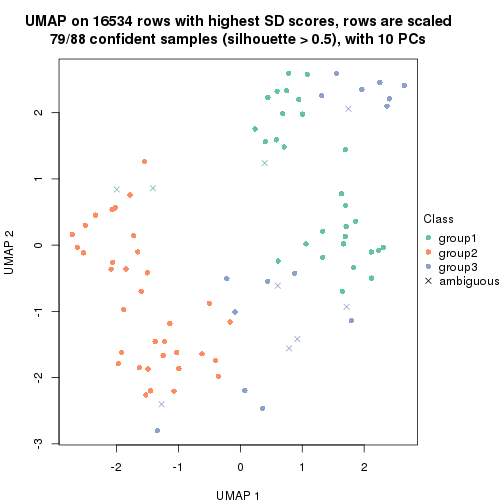 UMAP on 16534 rows with highest SD scores, rows are scaled
79/88 confident samples (silhouette > 0.5), with 10 PCs
2
1
0
-1
-2
-3
UMAP 2
-2
-1
0
1
2
UMAP 1
Class
group1
group2
group3
ambiguous